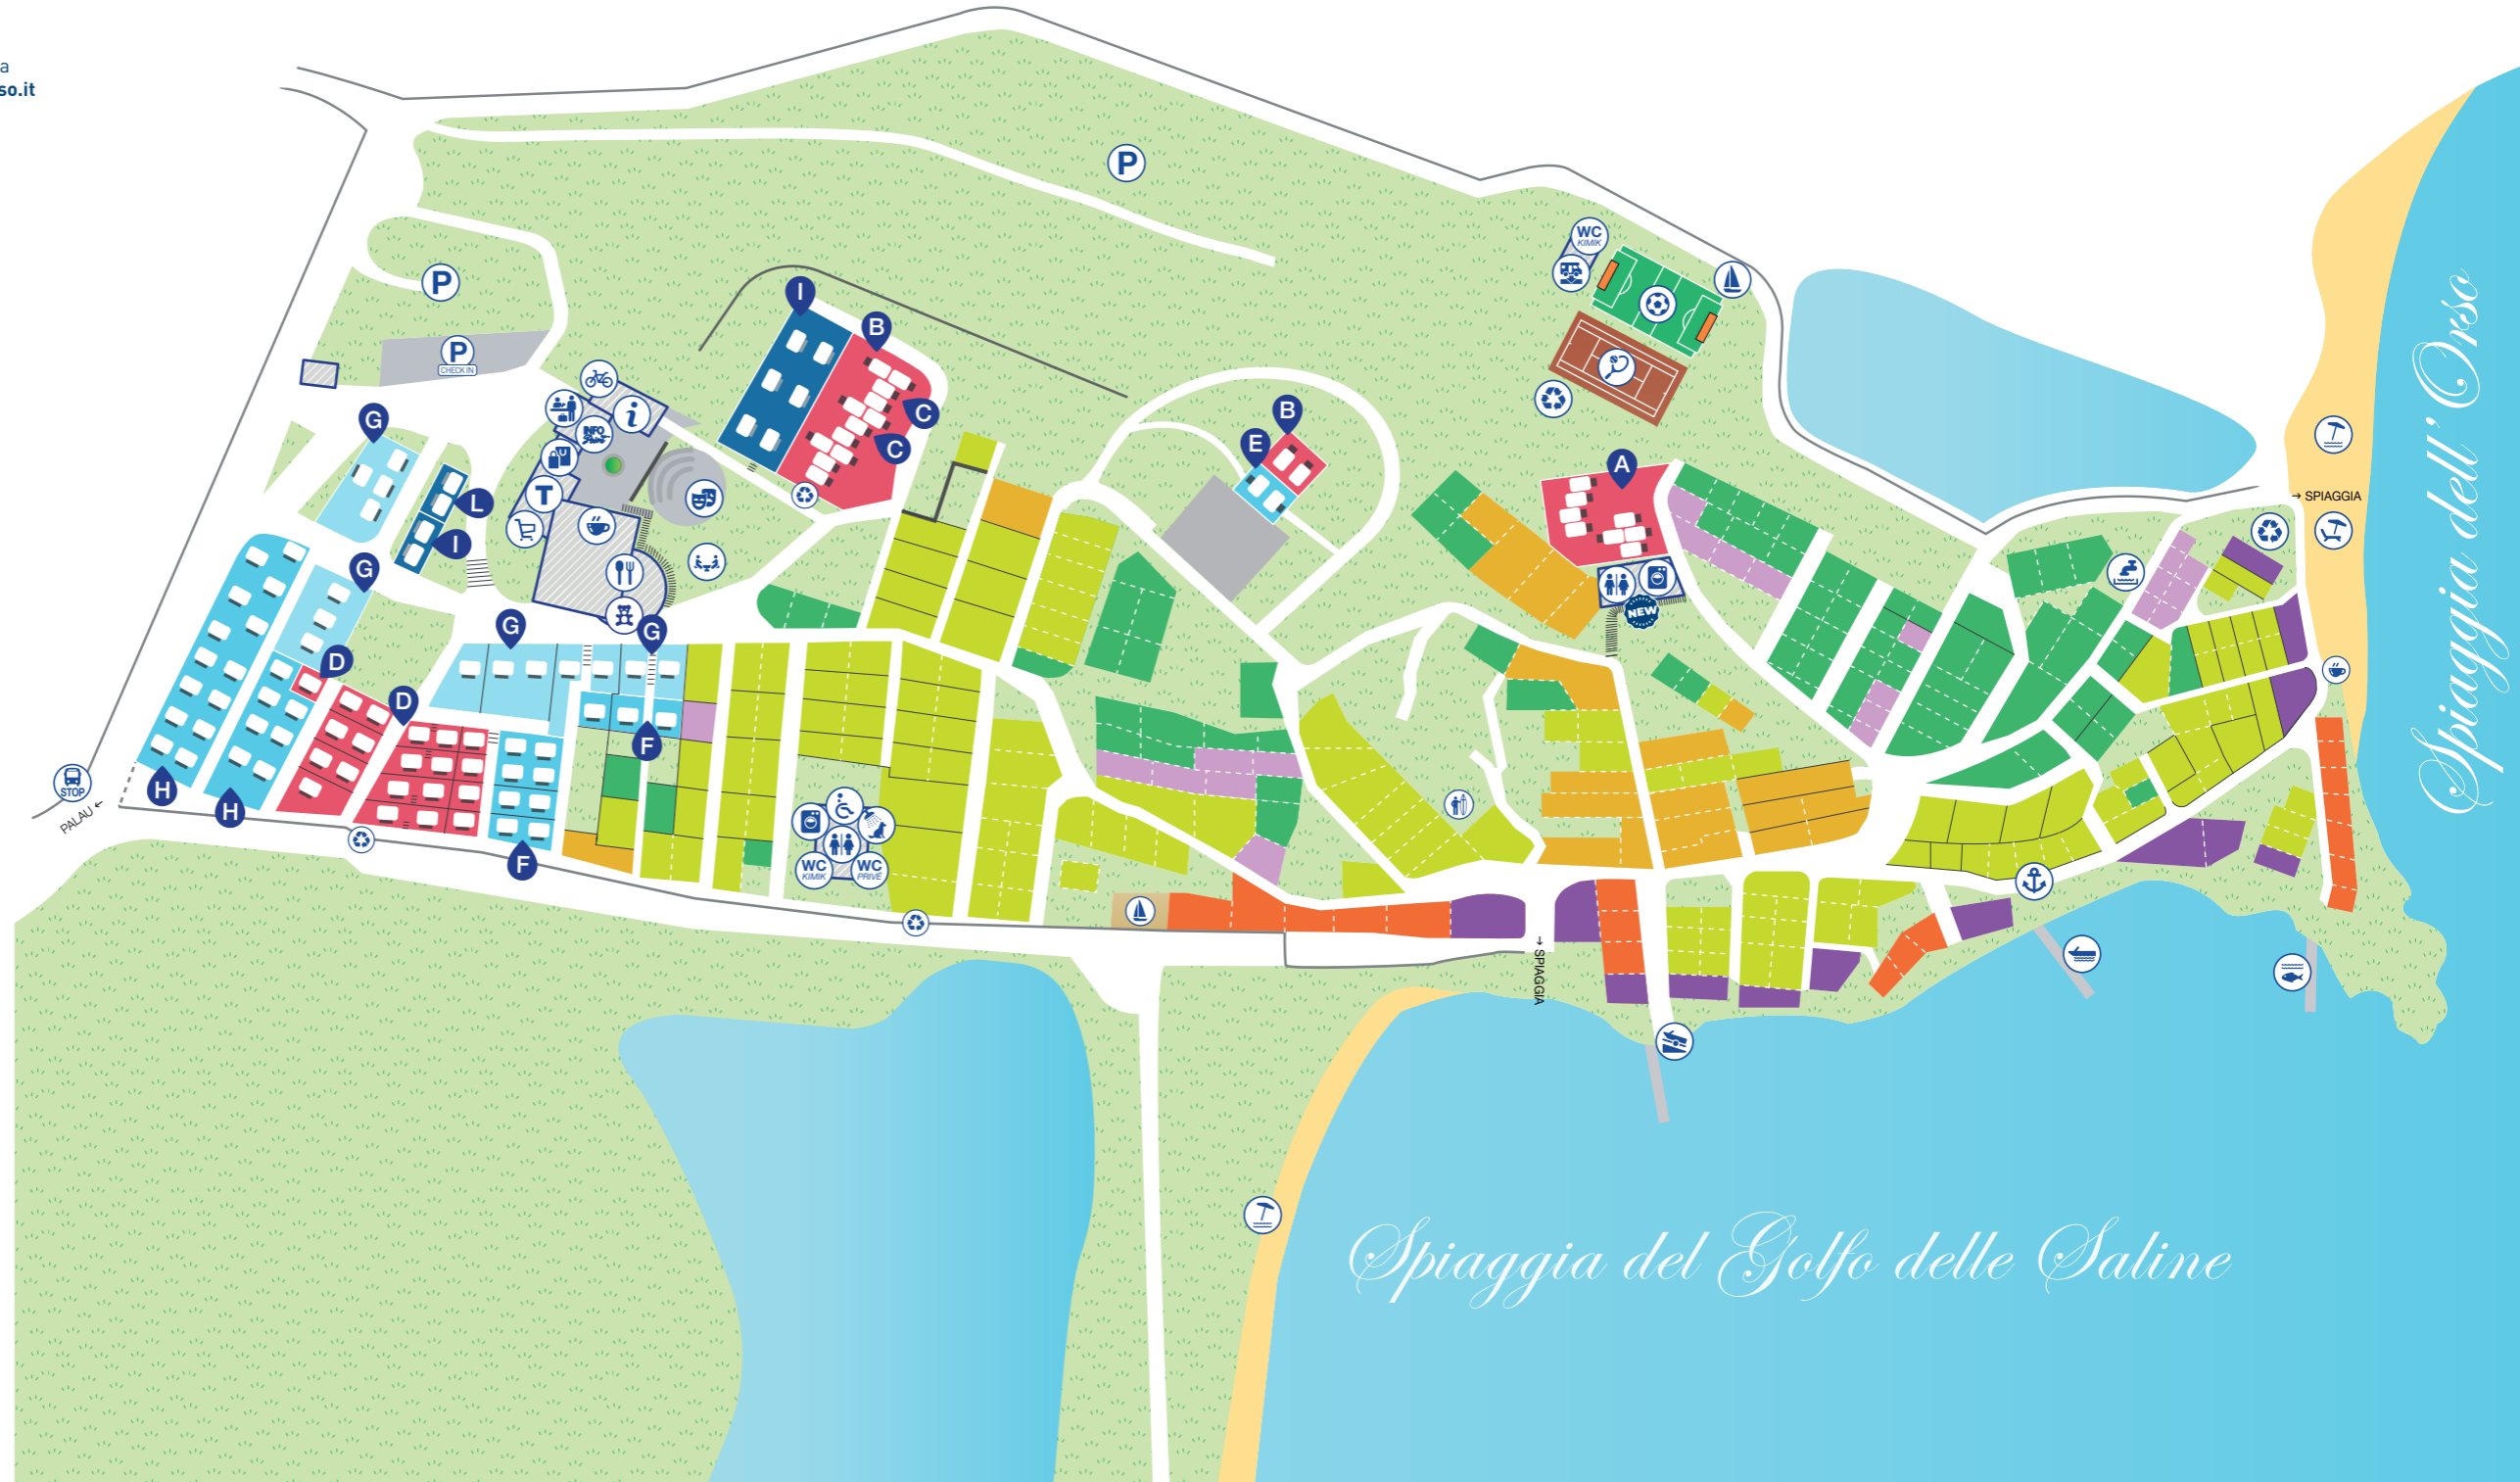 a
so.it
P
P
P
CHECK IN
WC
KIMIK
I
B
C
C
G
i
INFO
T
L
I
B
E
A
NEW
→ SPIAGGIA
G
G
G
D
D
F
H
H
F
STOP
PALAU ←
WC
KIMIK
WC
PRIVÉ
→ SPIAGGIA
Spiaggia dell' Orso
Spiaggia del Golfo delle Saline